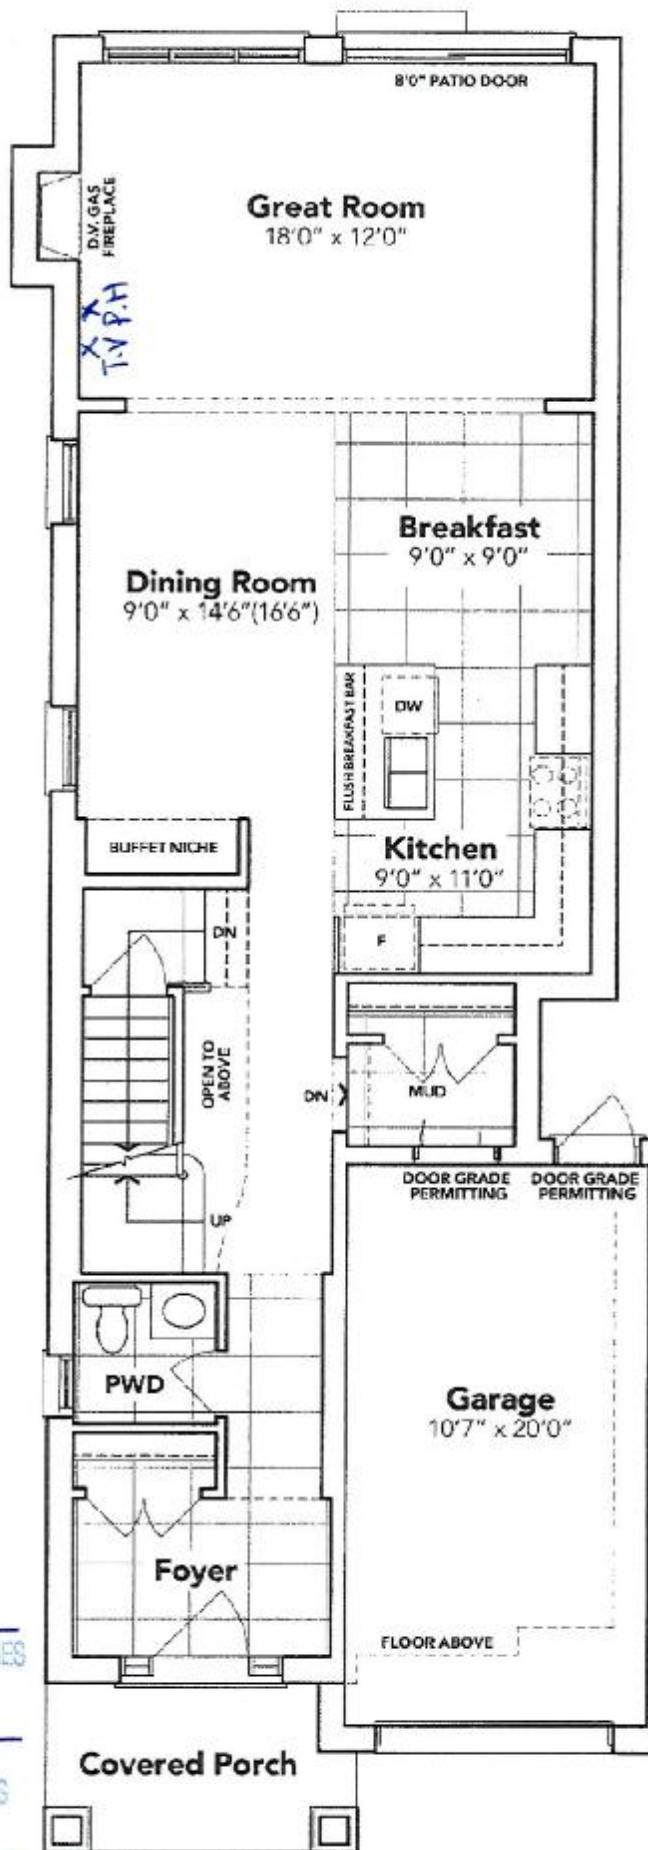 8'0" PATIO DOOR
D.V. GAS
FIREPLACE
Great Room
18'0" x 12'0"
X X
T.V P.H
Breakfast
9'0" x 9'0"
Dining Room
9'0" x 14'6"(16'6")
FLUSH BREAKFAST BAR
DW
BUFFET NICHE
Kitchen
9'0" x 11'0"
F
DN
OPEN TO
ABOVE
DN
MUD
UP
DOOR GRADE
PERMITTING
DOOR GRADE
PERMITTING
PWD
Garage
10'7" x 20'0"
Foyer
FLOOR ABOVE
Covered Porch